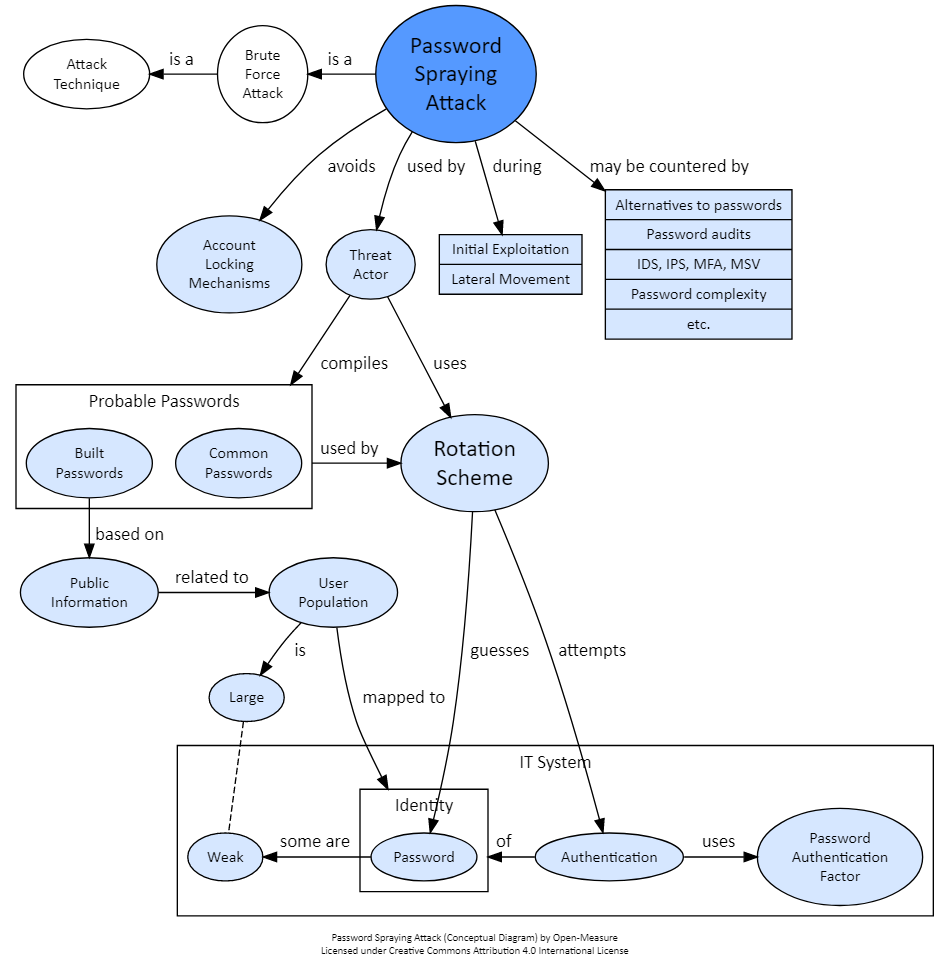 Password
Spraying
Attack
is a
Brute
Force
Attack
is a
Attack
Technique
avoids
used by
during
may be countered by
Account
Locking
Mechanisms
Threat
Actor
Initial Exploitation
Lateral Movement
Alternatives to passwords
Password audits
IDS, IPS, MFA, MSV
Password complexity
etc.
compiles
uses
Probable Passwords
Built
Passwords
Common
Passwords
used by
Rotation
Scheme
based on
Public
Information
related to
User
Population
is
Large
mapped to
guesses
attempts
IT System
Identity
Weak
some are
Password
of
Authentication
uses
Password
Authentication
Factor
Password Spraying Attack (Conceptual Diagram) by Open-Measure
Licensed under Creative Commons Attribution 4.0 International License